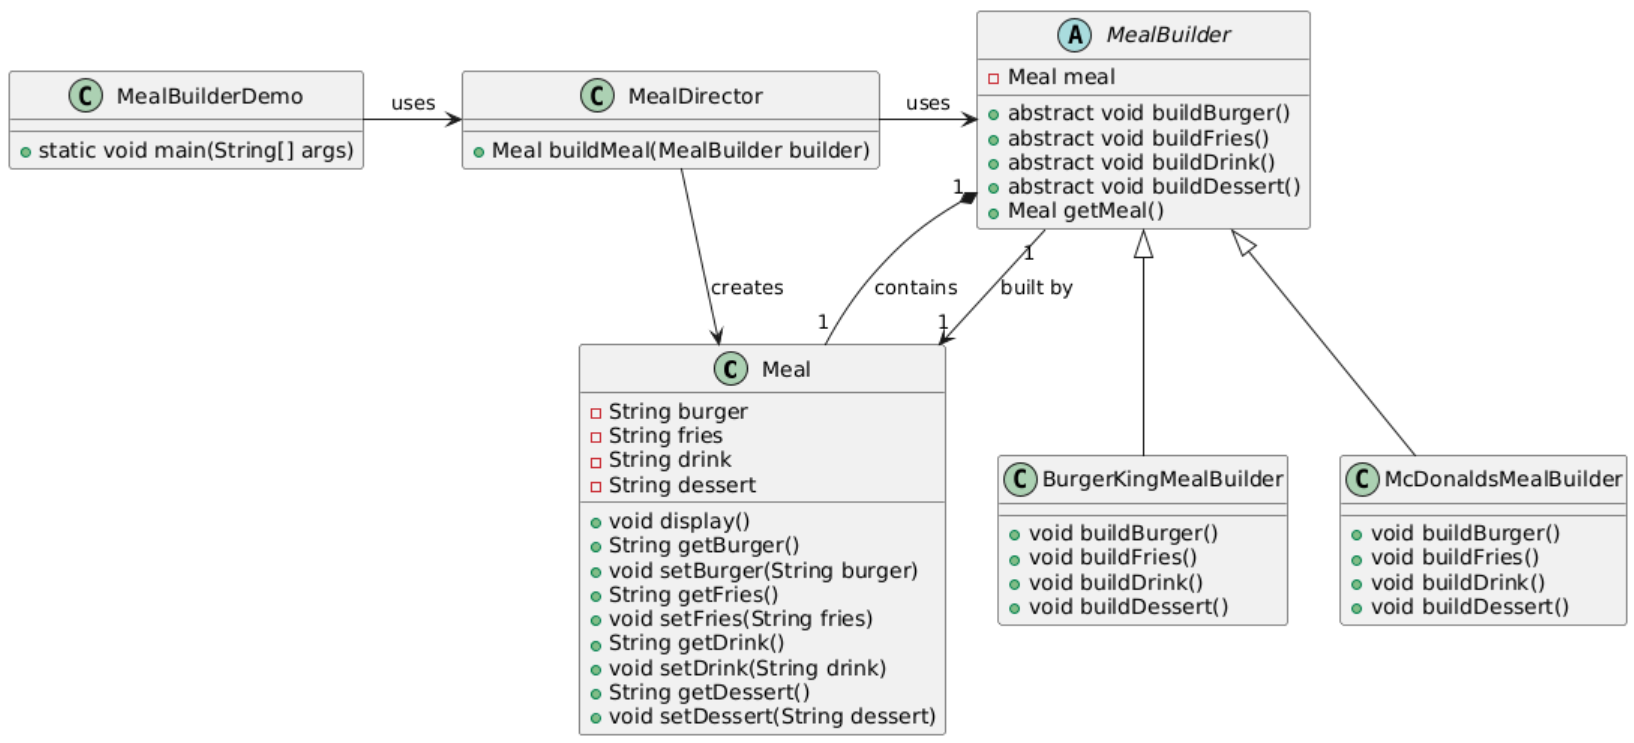 C MealBuilderDemo
static void main(String[] args)
uses
C MealDirector
Meal buildMeal(MealBuilder builder)
uses
A MealBuilder
Meal meal
abstract void buildBurger()
abstract void buildFries()
abstract void buildDrink()
abstract void buildDessert()
Meal getMeal()
1
1
creates
contains
built by
1
1
C Meal
String burger
String fries
String drink
String dessert
void display()
String getBurger()
void setBurger(String burger)
String getFries()
void setFries(String fries)
String getDrink()
void setDrink(String drink)
String getDessert()
void setDessert(String dessert)
C BurgerKingMealBuilder
void buildBurger()
void buildFries()
void buildDrink()
void buildDessert()
C McDonaldsMealBuilder
void buildBurger()
void buildFries()
void buildDrink()
void buildDessert()